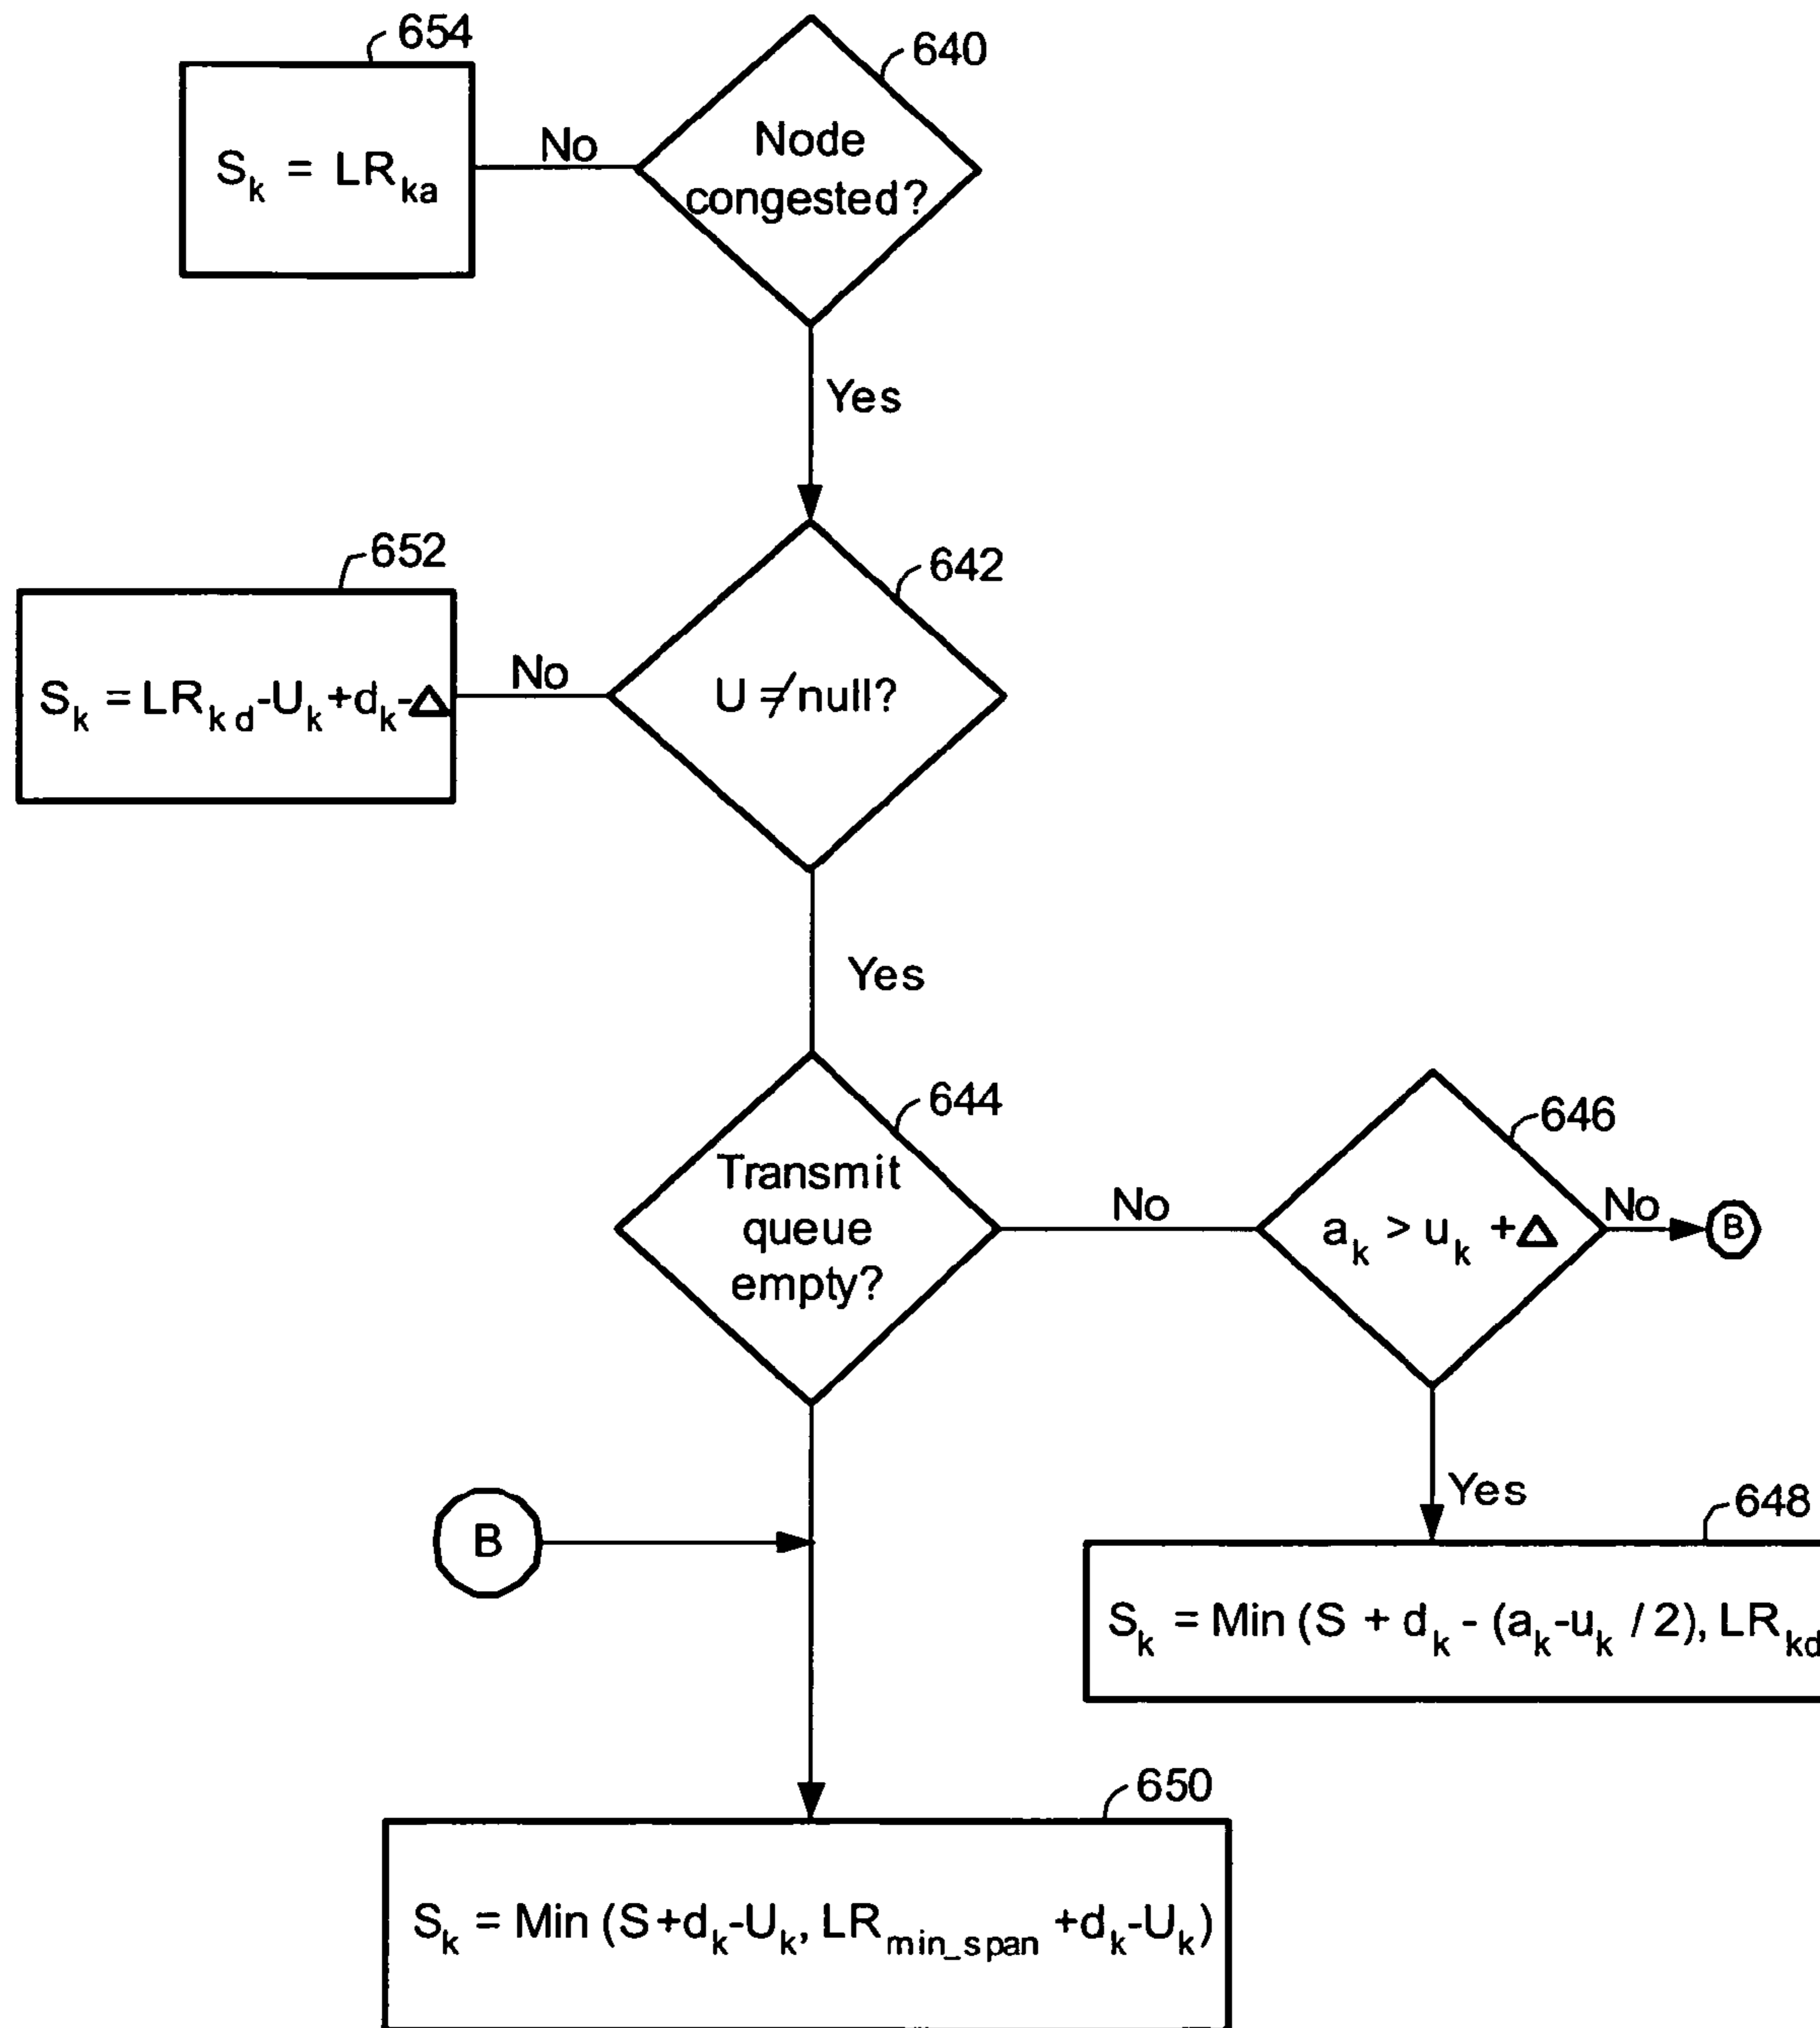 654
S_k = LR_ka
No
640
Node
congested?
Yes
652
S_k = LR_kd-U_k+d_k-Δ
No
642
U ≠ null?
Yes
644
Transmit
queue
empty?
No
646
a_k > u_k +Δ
No
B
Yes
B
648
S_k = Min (S + d_k - (a_k-u_k / 2), LR_kd
650
S_k = Min (S+d_k-U_k, LR_min_span +d_k-U_k)